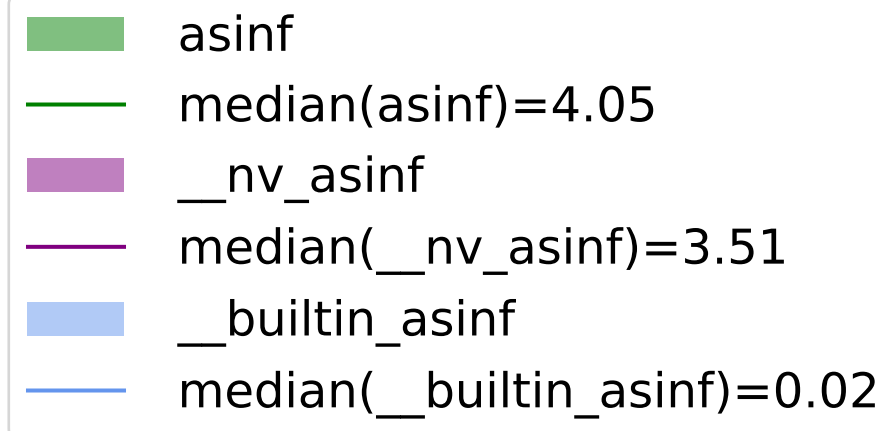 asinf
median(asinf)=4.05
__nv_asinf
median(__nv_asinf)=3.51
__builtin_asinf
median(__builtin_asinf)=0.02